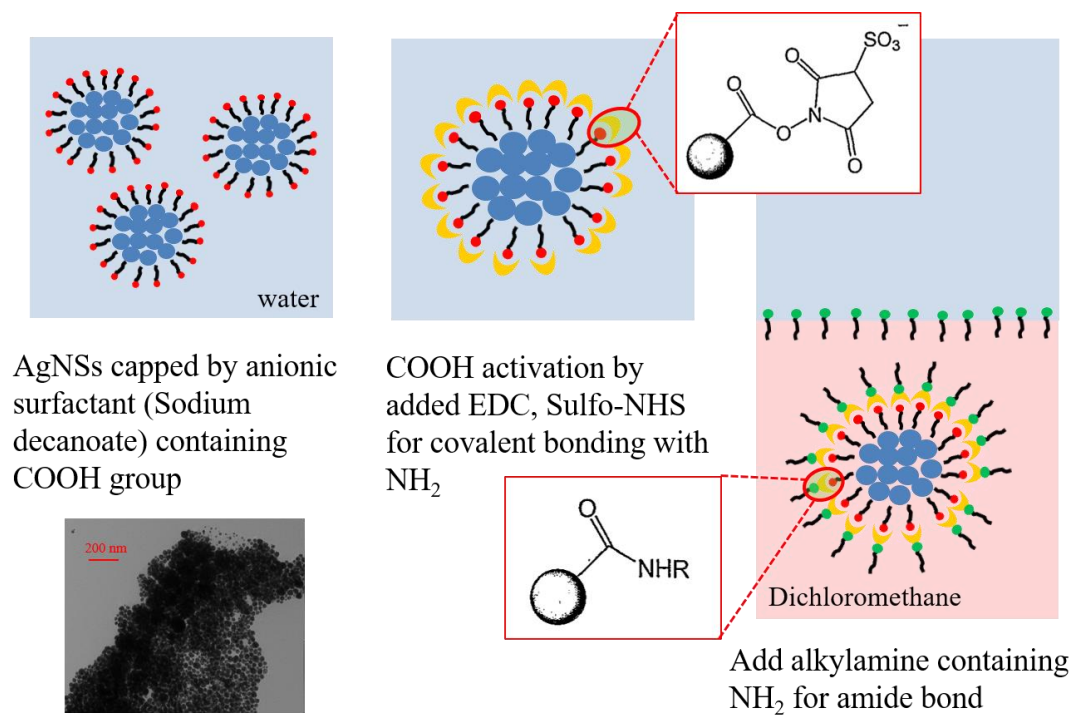 water
AgNSs capped by anionic
surfactant (Sodium
decanoate) containing
COOH group
200 nm
COOH activation by
added EDC, Sulfo-NHS
for covalent bonding with
NH₂
O
O
O
N
O
SO₃⁻
O
NHR
Dichloromethane
Add alkylamine containing
NH₂ for amide bond